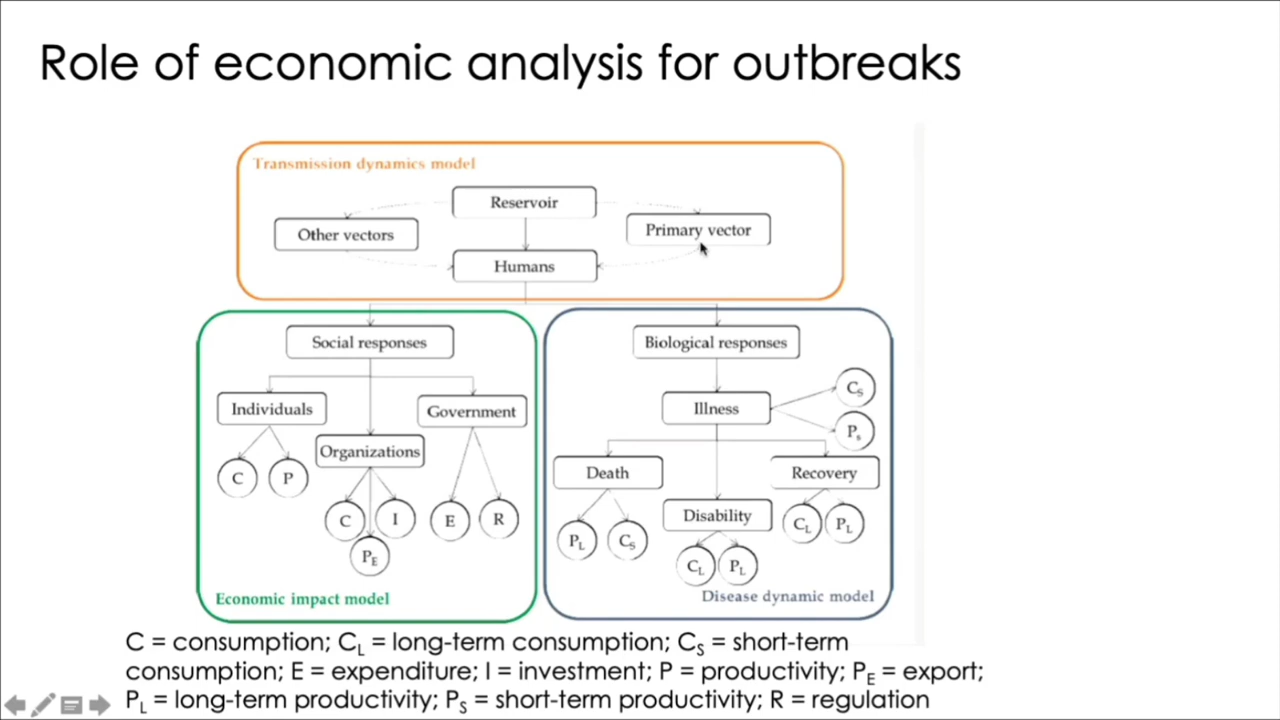 Role of economic analysis for outbreaks
Transmission dynamics model
Reservoir
Other vectors
Primary vector
Humans
Social responses
Biological responses
Individuals
Government
Illness
Organizations
C
P
C
I
P_E
E
R
C_S
P_s
Death
Recovery
Disability
P_L
C_S
C_L
P_L
C_L
P_L
Economic impact model
Disease dynamic model
C = consumption; C_L = long-term consumption; C_S = short-term
consumption; E = expenditure; I = investment; P = productivity; P_E = export;
P_L = long-term productivity; P_S = short-term productivity; R = regulation